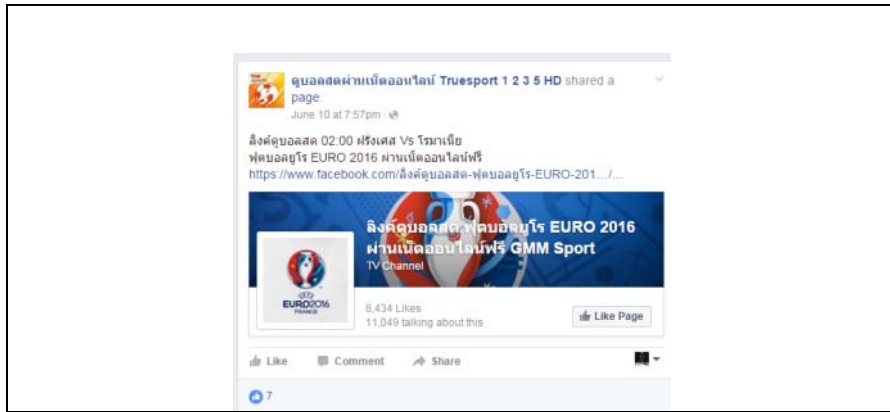 ดูบอลสดผ่านเน็ตออนไลน์ Truesport 1 2 3 5 HD shared a
page.
June 10 at 7:57pm
ลิงค์ดูบอลสด 02:00 ฝรั่งเศส Vs โรมาเนีย
ฟุตบอลยูโร EURO 2016 ผ่านเน็ตออนไลน์ฟรี
https://www.facebook.com/ลิงค์ดูบอลสด-ฟุตบอลยูโร-EURO-201.../...
ลิงค์ดูบอลสด ฟุตบอลยูโร EURO 2016
ผ่านเน็ตออนไลน์ฟรี GMM Sport
TV Channel
UEFA
EURO2016
FRANCE
8,434 Likes
11,049 talking about this
Like Page
Like Comment Share
7